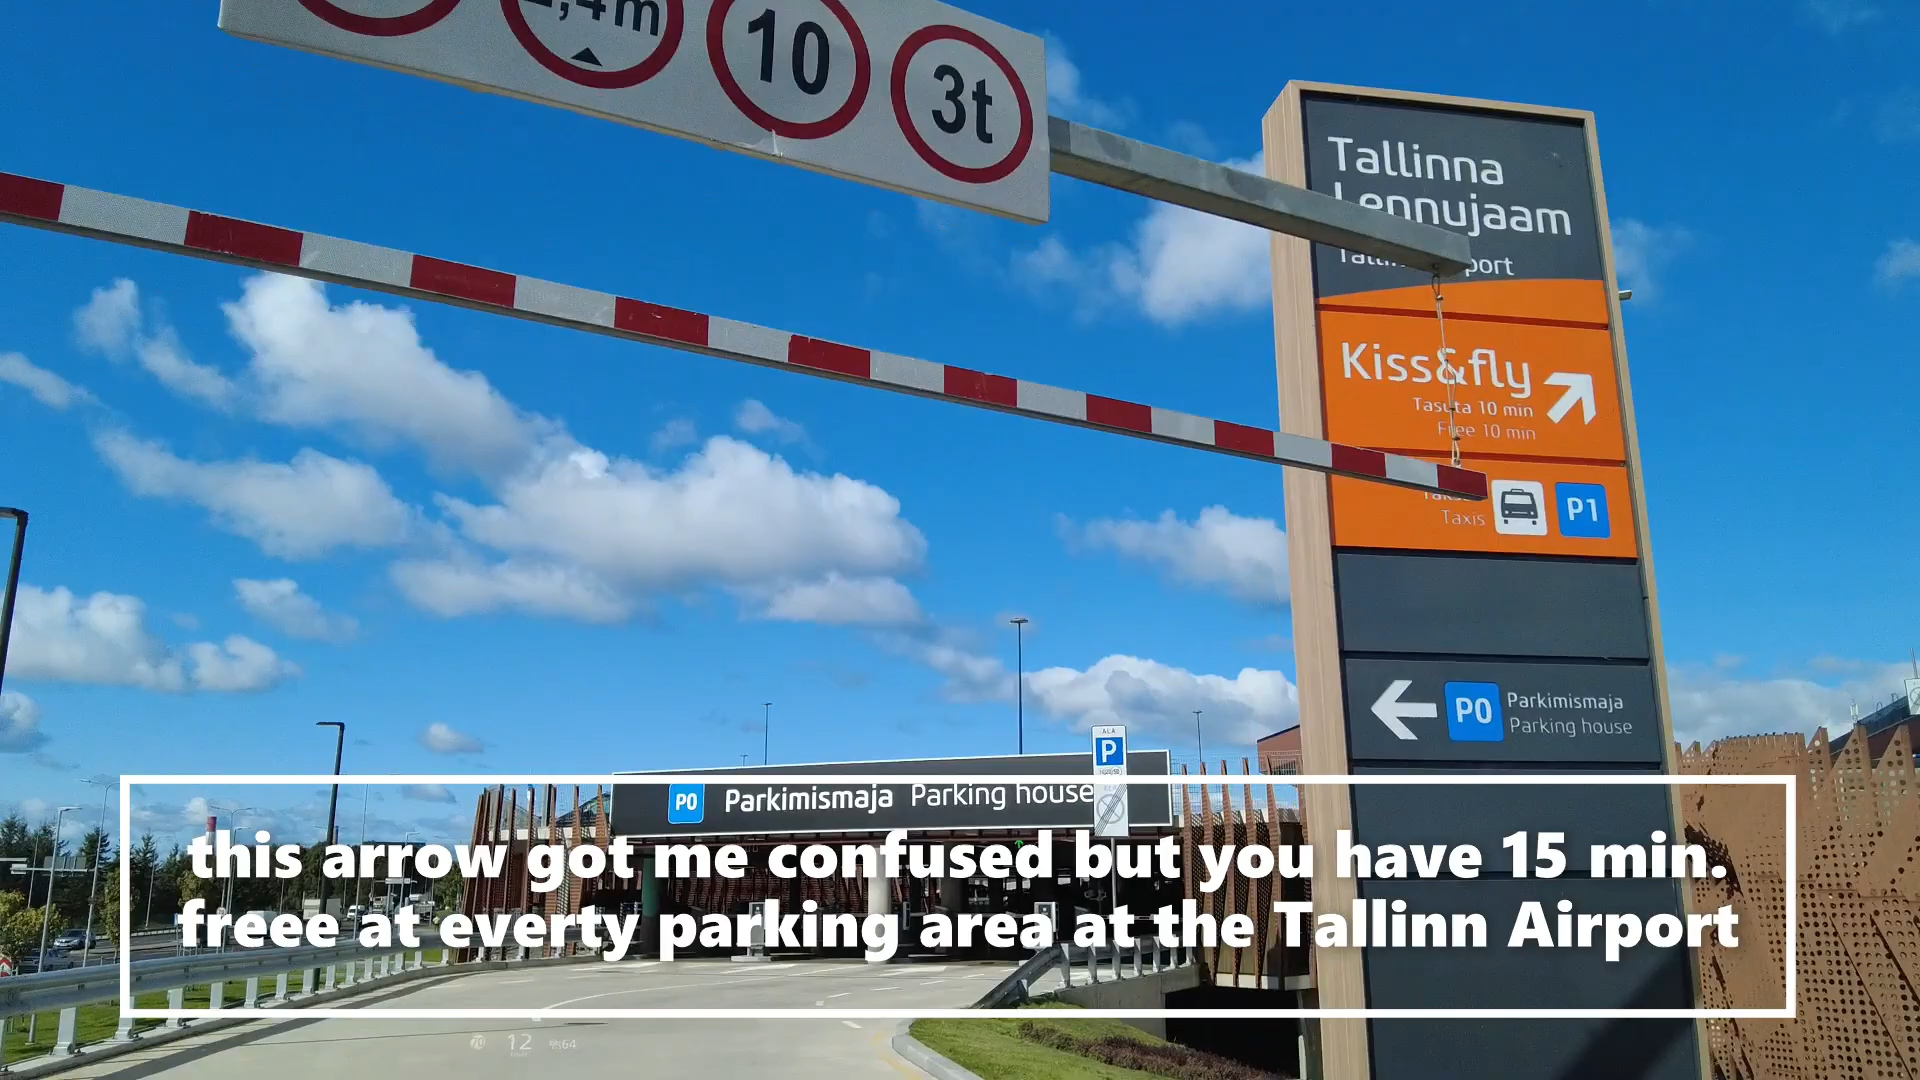 10
3t
Tallinna
Lennujaam
Kiss&fly
Tasuta 10 min
Free 10 min
Taxis
P1
P0
Parkimismaja
Parking house
ALA
P
P0 Parkimismaja Parking house
this arrow got me confused but you have 15 min.
freee at everty parking area at the Tallinn Airport
12
64